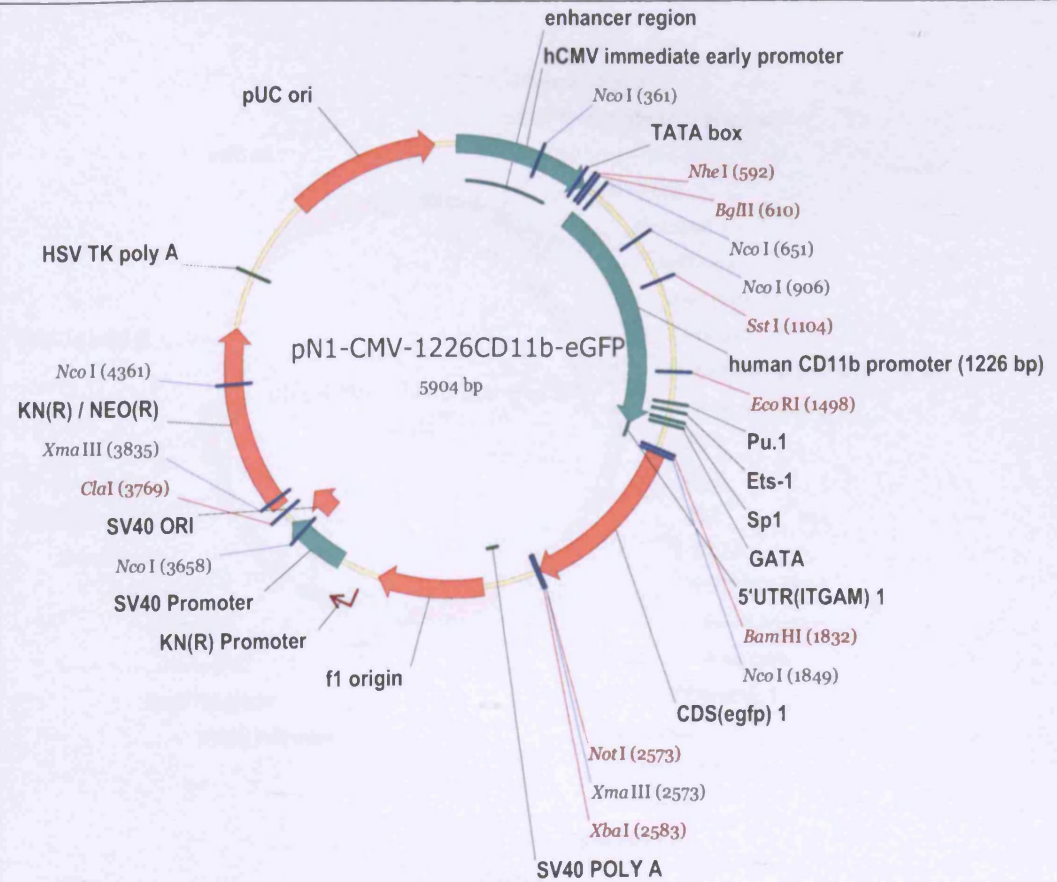 enhancer region
hCMV immediate early promoter
NcoI (361)
pUC ori
TATA box
NheI (592)
BglII (610)
NcoI (651)
HSV TK poly A
NcoI (906)
SstI (1104)
pN1-CMV-1226CD11b-eGFP
human CD11b promoter (1226 bp)
5904 bp
NcoI (4361)
EcoRI (1498)
KN(R) / NEO(R)
Pu.1
XmaIII (3835)
Ets-1
ClaI (3769)
Sp1
SV40 ORI
GATA
NcoI (3658)
5'UTR(ITGAM) 1
SV40 Promoter
BamHI (1832)
KN(R) Promoter
NcoI (1849)
f1 origin
CDS(egfp) 1
NotI (2573)
XmaIII (2573)
XbaI (2583)
SV40 POLY A